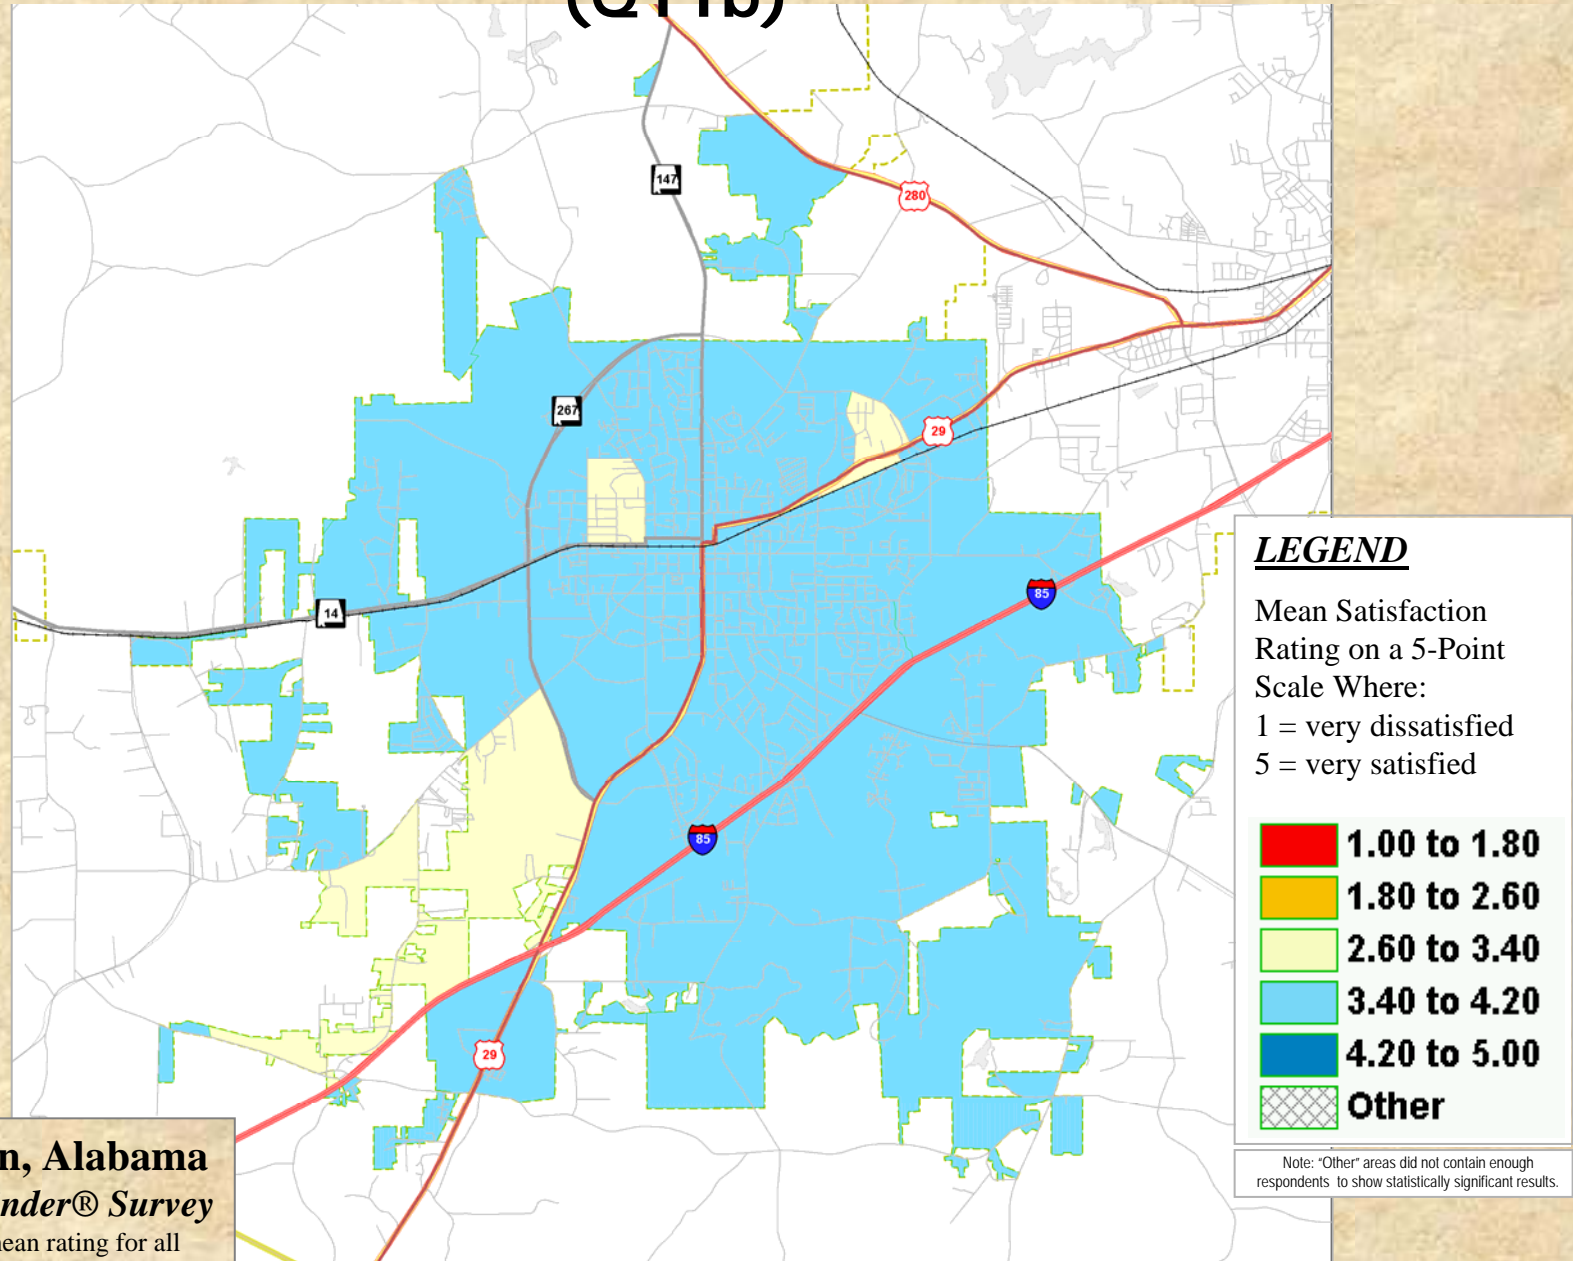 147
280
267
29
14
85
85
29
LEGEND
Mean Satisfaction
Rating on a 5-Point
Scale Where:
1 = very dissatisfied
5 = very satisfied
1.00 to 1.80
1.80 to 2.60
2.60 to 3.40
3.40 to 4.20
4.20 to 5.00
Other
Note: “Other” areas did not contain enough
respondents to show statistically significant results.
n, Alabama
nder® Survey
ean rating for all